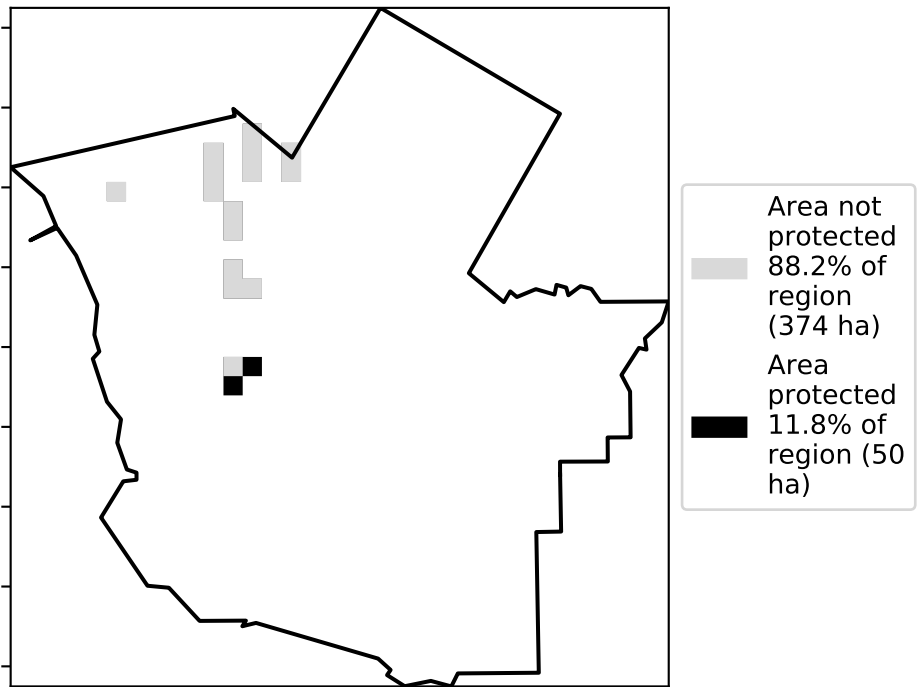 Area not
protected
88.2% of
region
(374 ha)
Area
protected
11.8% of
region (50
ha)